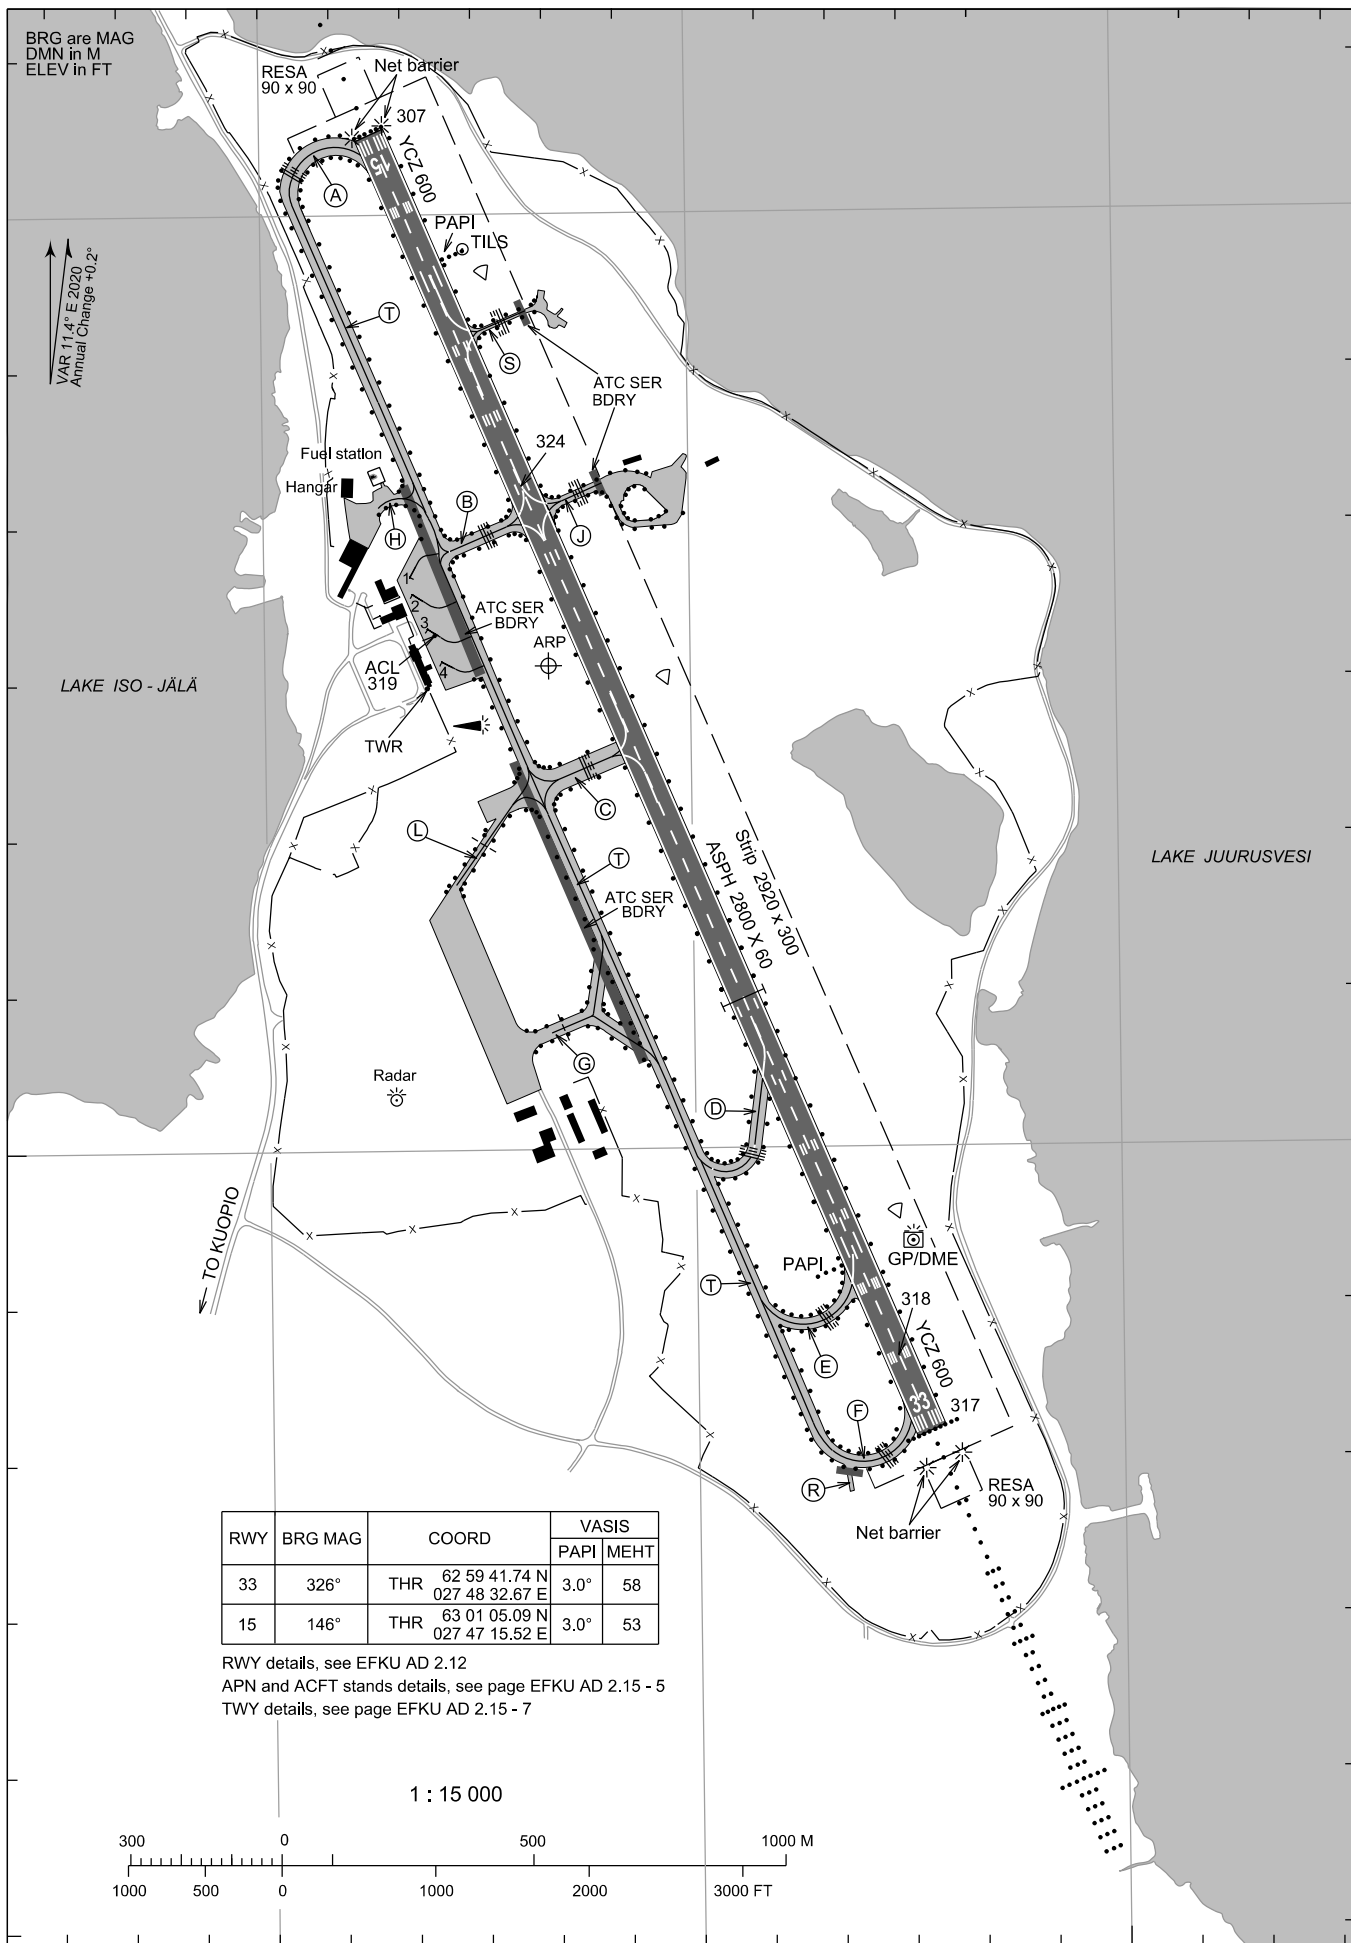 BRG are MAG
DMN in M
ELEV in FT
RESA
90 x 90
Net barrier
307
15
YCZ 600
A
PAPI
TILS
VAR 11.4° E 2020
Annual Change +0.2°
T
S
ATC SER
BDRY
324
Fuel station
Hangar
B
H
J
1
2
3
4
ATC SER
BDRY
ARP
ACL
319
TWR
LAKE ISO - JÄLÄ
C
L
T
ATC SER
BDRY
Strip 2920 x 300
ASPH 2800 X 60
LAKE JUURUSVESI
G
Radar
D
TO KUOPIO
T
PAPI
GP/DME
318
YCZ 600
E
33
317
F
R
RESA
90 x 90
Net barrier
RWY BRG MAG COORD VASIS
PAPI MEHT
33 326° THR 62 59 41.74 N 3.0° 58
027 48 32.67 E
15 146° THR 63 01 05.09 N 3.0° 53
027 47 15.52 E
RWY details, see EFKU AD 2.12
APN and ACFT stands details, see page EFKU AD 2.15 - 5
TWY details, see page EFKU AD 2.15 - 7
1 : 15 000
300 0 500 1000 M
1000 500 0 1000 2000 3000 FT